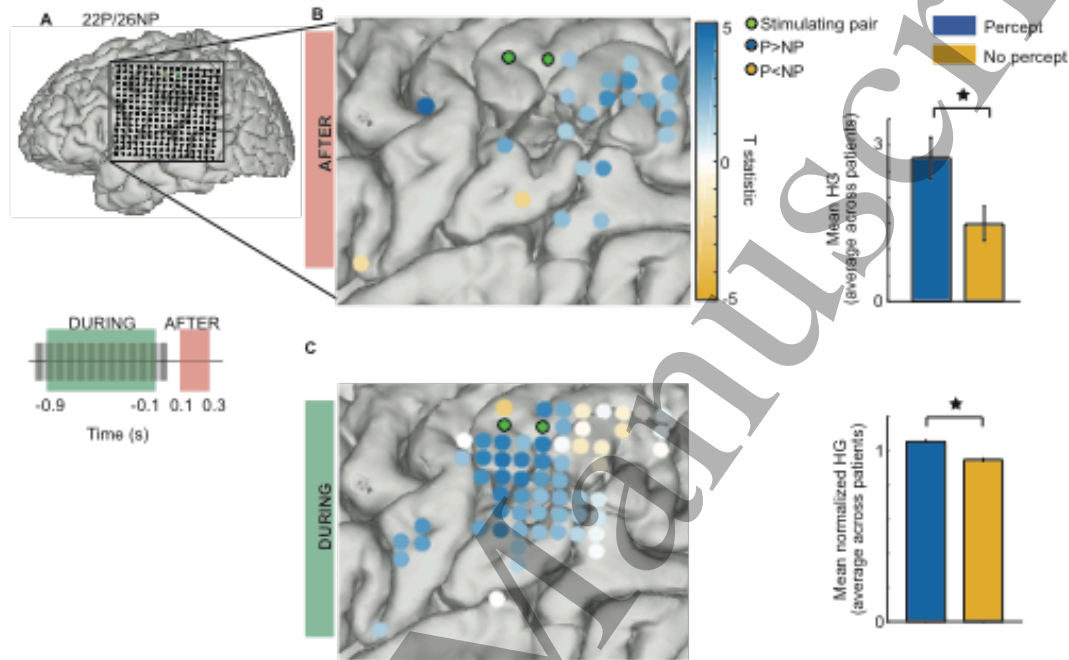 A
22P/26NP
B
AFTER
5
0
-5
T statistic
Stimulating pair
P>NP
P<NP
Percept
No percept
Mean HG
(average across patients)
3
0
DURING
AFTER
-0.9
-0.1
0.1
0.3
Time (s)
C
DURING
Mean normalized HG
(average across patients)
1
0
Manuscri